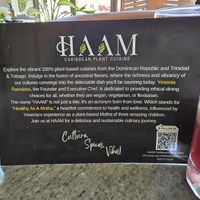 HAAM
CARIBBEAN PLANT CUISINE
Explore the vibrant 100% plant-based cuisines from the Dominican Republic and Trinidad
& Tobago. Indulge in the fusion of ancestral flavors, where the richness and vibrancy of
our cultures converge into the delectable dish you'll be savoring today. Yesenia
Ramdass, the Founder and Executive Chef, is dedicated to providing ethical dining
choices for all, whether they are vegan, vegetarian, or flexitarian.
The name "HAAM" is not just a title, it's an acronym born from love. Which stands for
"Healthy As A Motha," a heartfelt commitment to health and wellness, Influenced by
Yesenia's experience as a plant based Motha of three amazing children.
Join us at HAAM for a delicious and sustainable culinary journey.
Culture,
Spices,
Vibes!